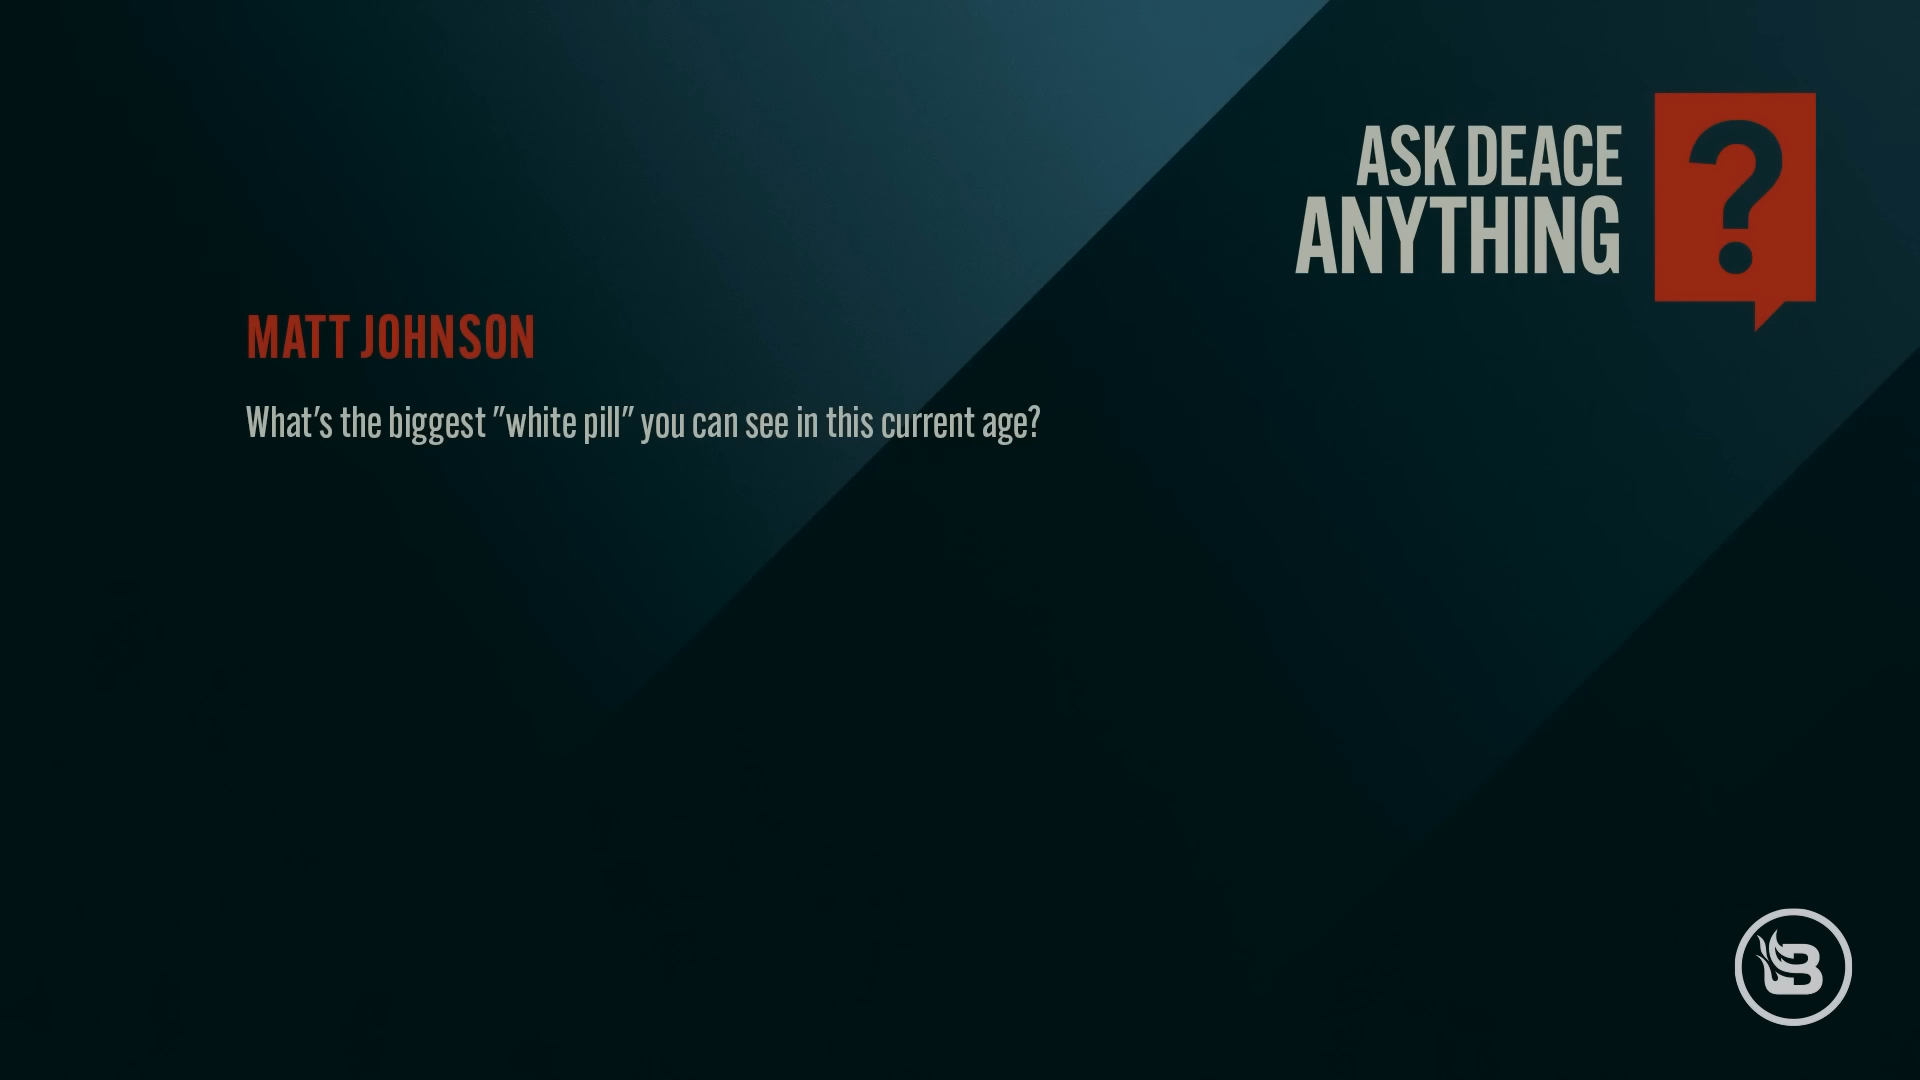 ASK DEACE
ANYTHING
?
MATT JOHNSON
What's the biggest "white pill" you can see in this current age?
B